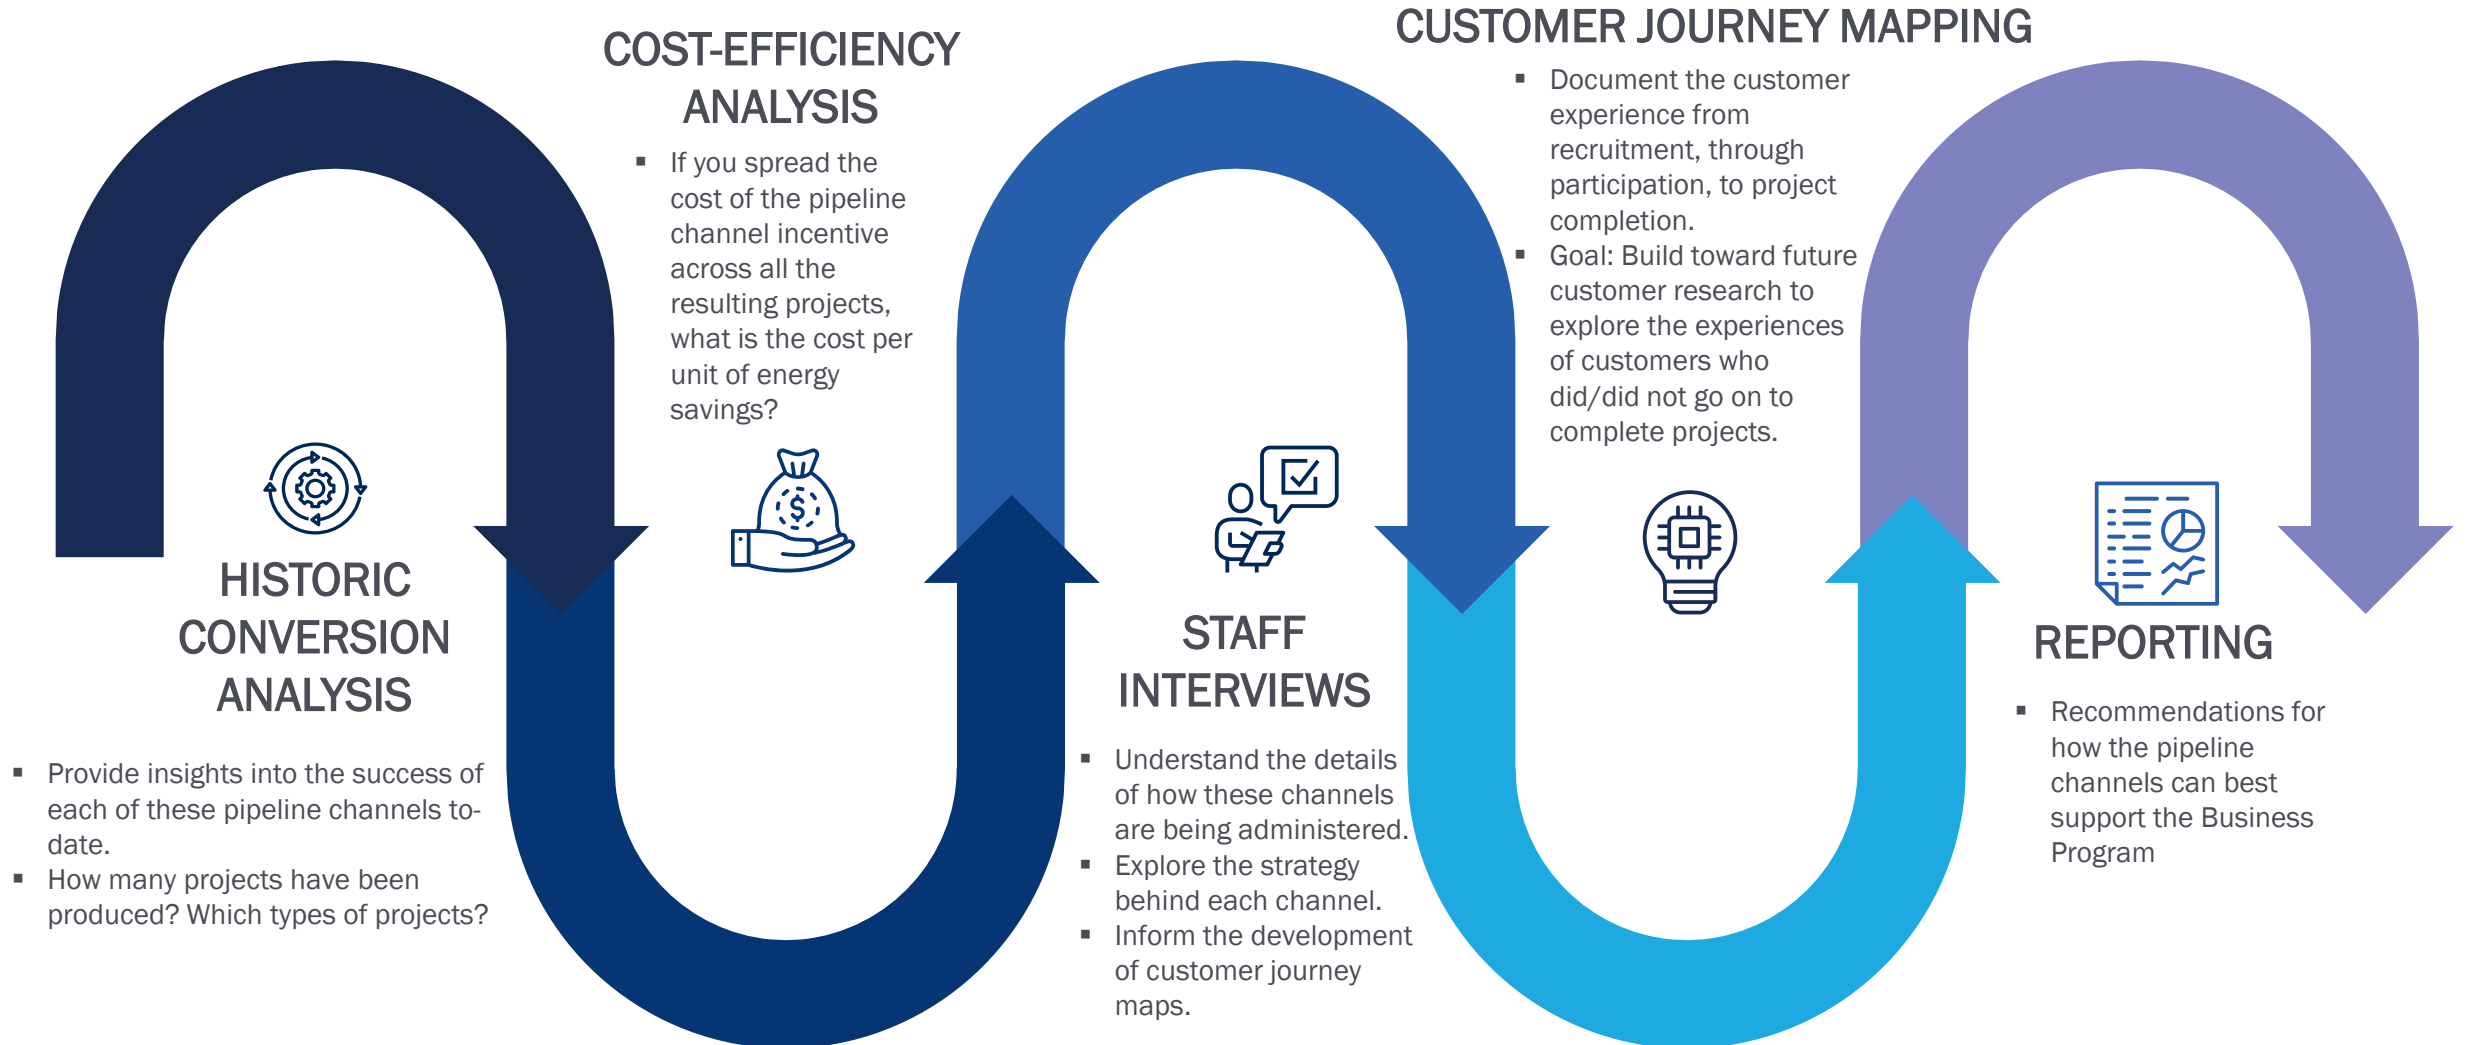 HISTORIC
CONVERSION
ANALYSIS
▪ Provide insights into the success of
each of these pipeline channels to-
date.
▪ How many projects have been
produced? Which types of projects?
COST-EFFICIENCY
ANALYSIS
▪ If you spread the
cost of the pipeline
channel incentive
across all the
resulting projects,
what is the cost per
unit of energy
savings?
$
STAFF
INTERVIEWS
▪ Understand the details
of how these channels
are being administered.
▪ Explore the strategy
behind each channel.
▪ Inform the development
of customer journey
maps.
CUSTOMER JOURNEY MAPPING
▪ Document the customer
experience from
recruitment, through
participation, to project
completion.
▪ Goal: Build toward future
customer research to
explore the experiences
of customers who
did/did not go on to
complete projects.
REPORTING
▪ Recommendations for
how the pipeline
channels can best
support the Business
Program